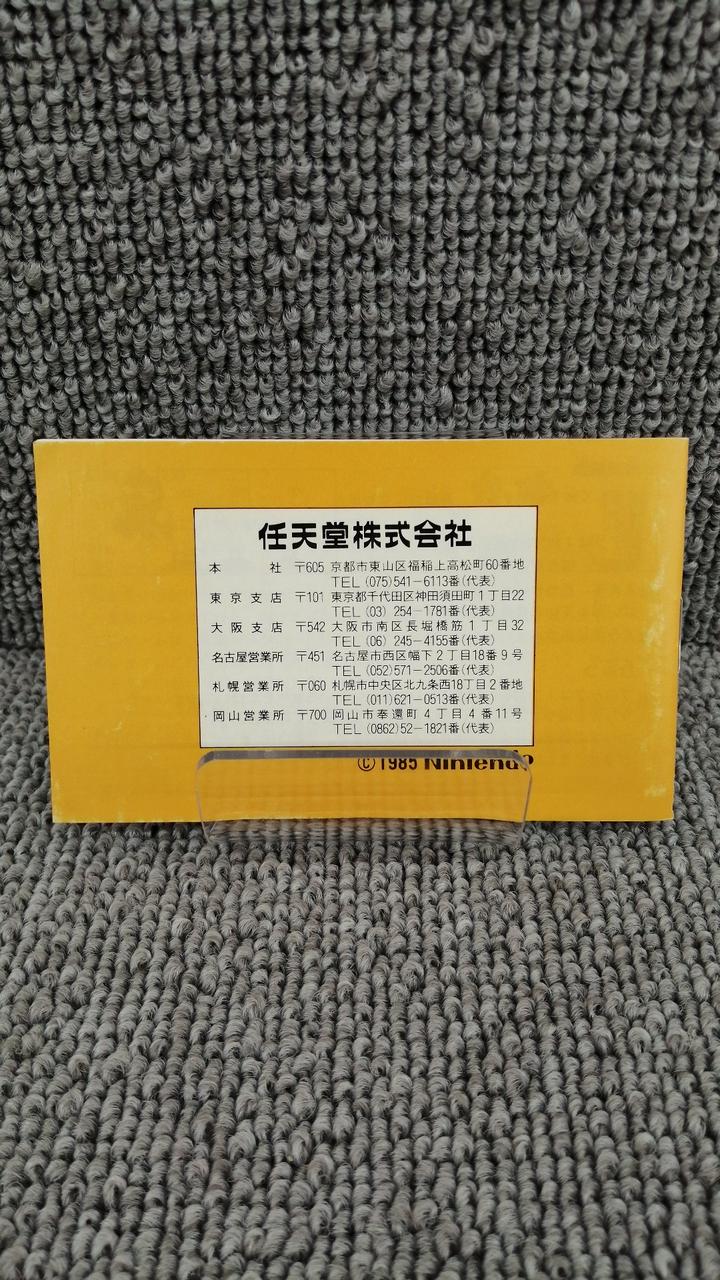 任天堂株式会社
本社 〒605 京都市東山区福稲上高松町60番地
TEL (075)541-6113番(代表)
東京支店 〒101 東京都千代田区神田須田町1丁目22
TEL (03) 254-1781番(代表)
大阪支店 〒542 大阪市南区長堀橋筋1丁目32
TEL (06) 245-4155番(代表)
名古屋営業所 〒451 名古屋市西区幅下2丁目18番9号
TEL (052)571-2506番(代表)
札幌営業所 〒060 札幌市中央区北九条西18丁目2番地
TEL (011)621-0513番(代表)
岡山営業所 〒700 岡山市奉還町4丁目4番11号
TEL (0862)52-1821番(代表)
©1985 Nintendo